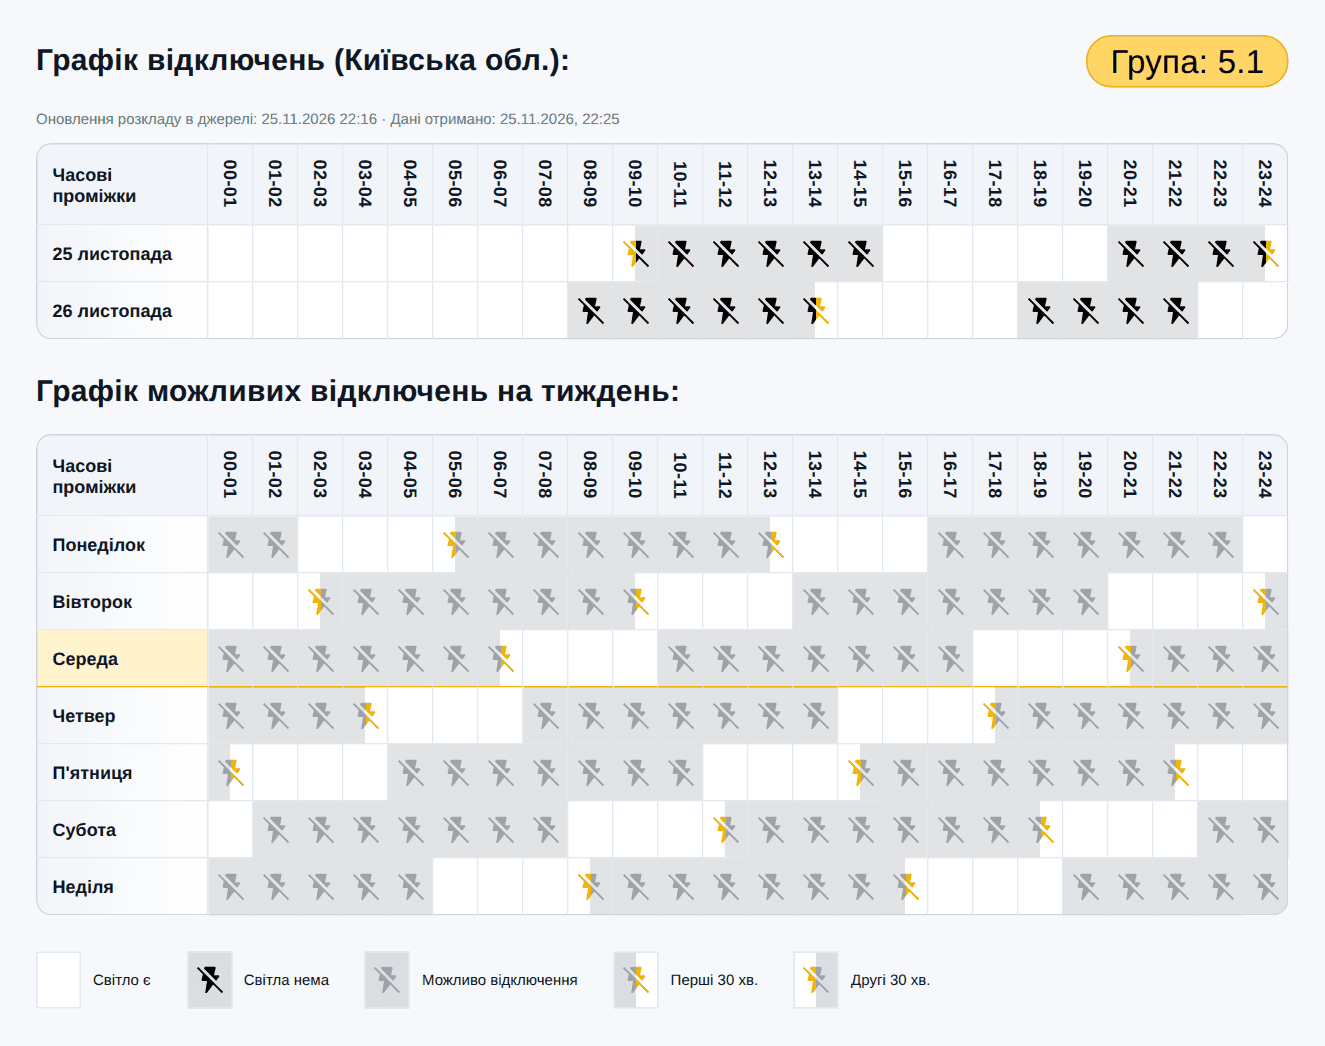 Графік відключень (Київська обл.):
Група: 5.1
Оновлення розкладу в джерелі: 25.11.2026 22:16 · Дані отримано: 25.11.2026, 22:25
Часові проміжки 00-01 01-02 02-03 03-04 04-05 05-06 06-07 07-08 08-09 09-10 10-11 11-12 12-13 13-14 14-15 15-16 16-17 17-18 18-19 19-20 20-21 21-22 22-23 23-24
25 листопада
26 листопада
Графік можливих відключень на тиждень:
Часові проміжки 00-01 01-02 02-03 03-04 04-05 05-06 06-07 07-08 08-09 09-10 10-11 11-12 12-13 13-14 14-15 15-16 16-17 17-18 18-19 19-20 20-21 21-22 22-23 23-24
Понеділок
Вівторок
Середа
Четвер
П'ятниця
Субота
Неділя
Світло є Світла нема Можливо відключення Перші 30 хв. Другі 30 хв.